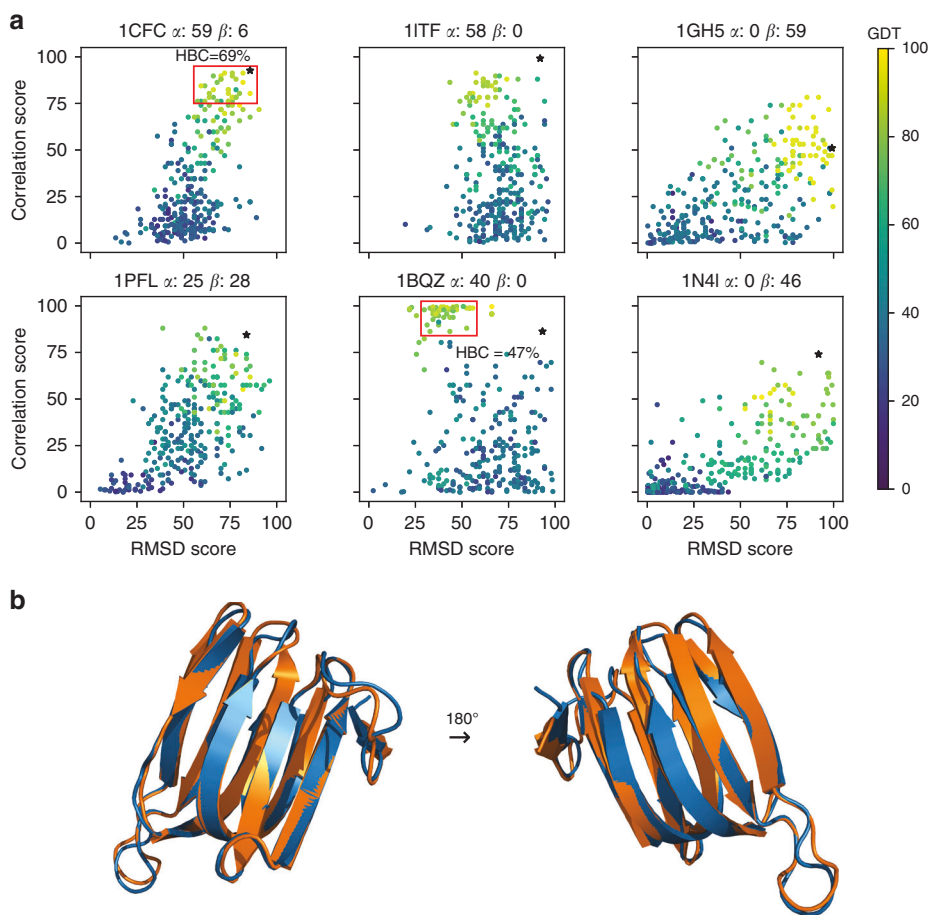 a
1CFC α: 59 β: 6
1ITF α: 58 β: 0
1GH5 α: 0 β: 59
GDT
HBC=69%
100
75
50
25
0
Correlation score
100
80
60
40
20
0
1PFL α: 25 β: 28
1BQZ α: 40 β: 0
1N4I α: 0 β: 46
HBC = 47%
100
75
50
25
0
Correlation score
0 25 50 75 100
0 25 50 75 100
0 25 50 75 100
RMSD score
RMSD score
RMSD score
b
180°
→